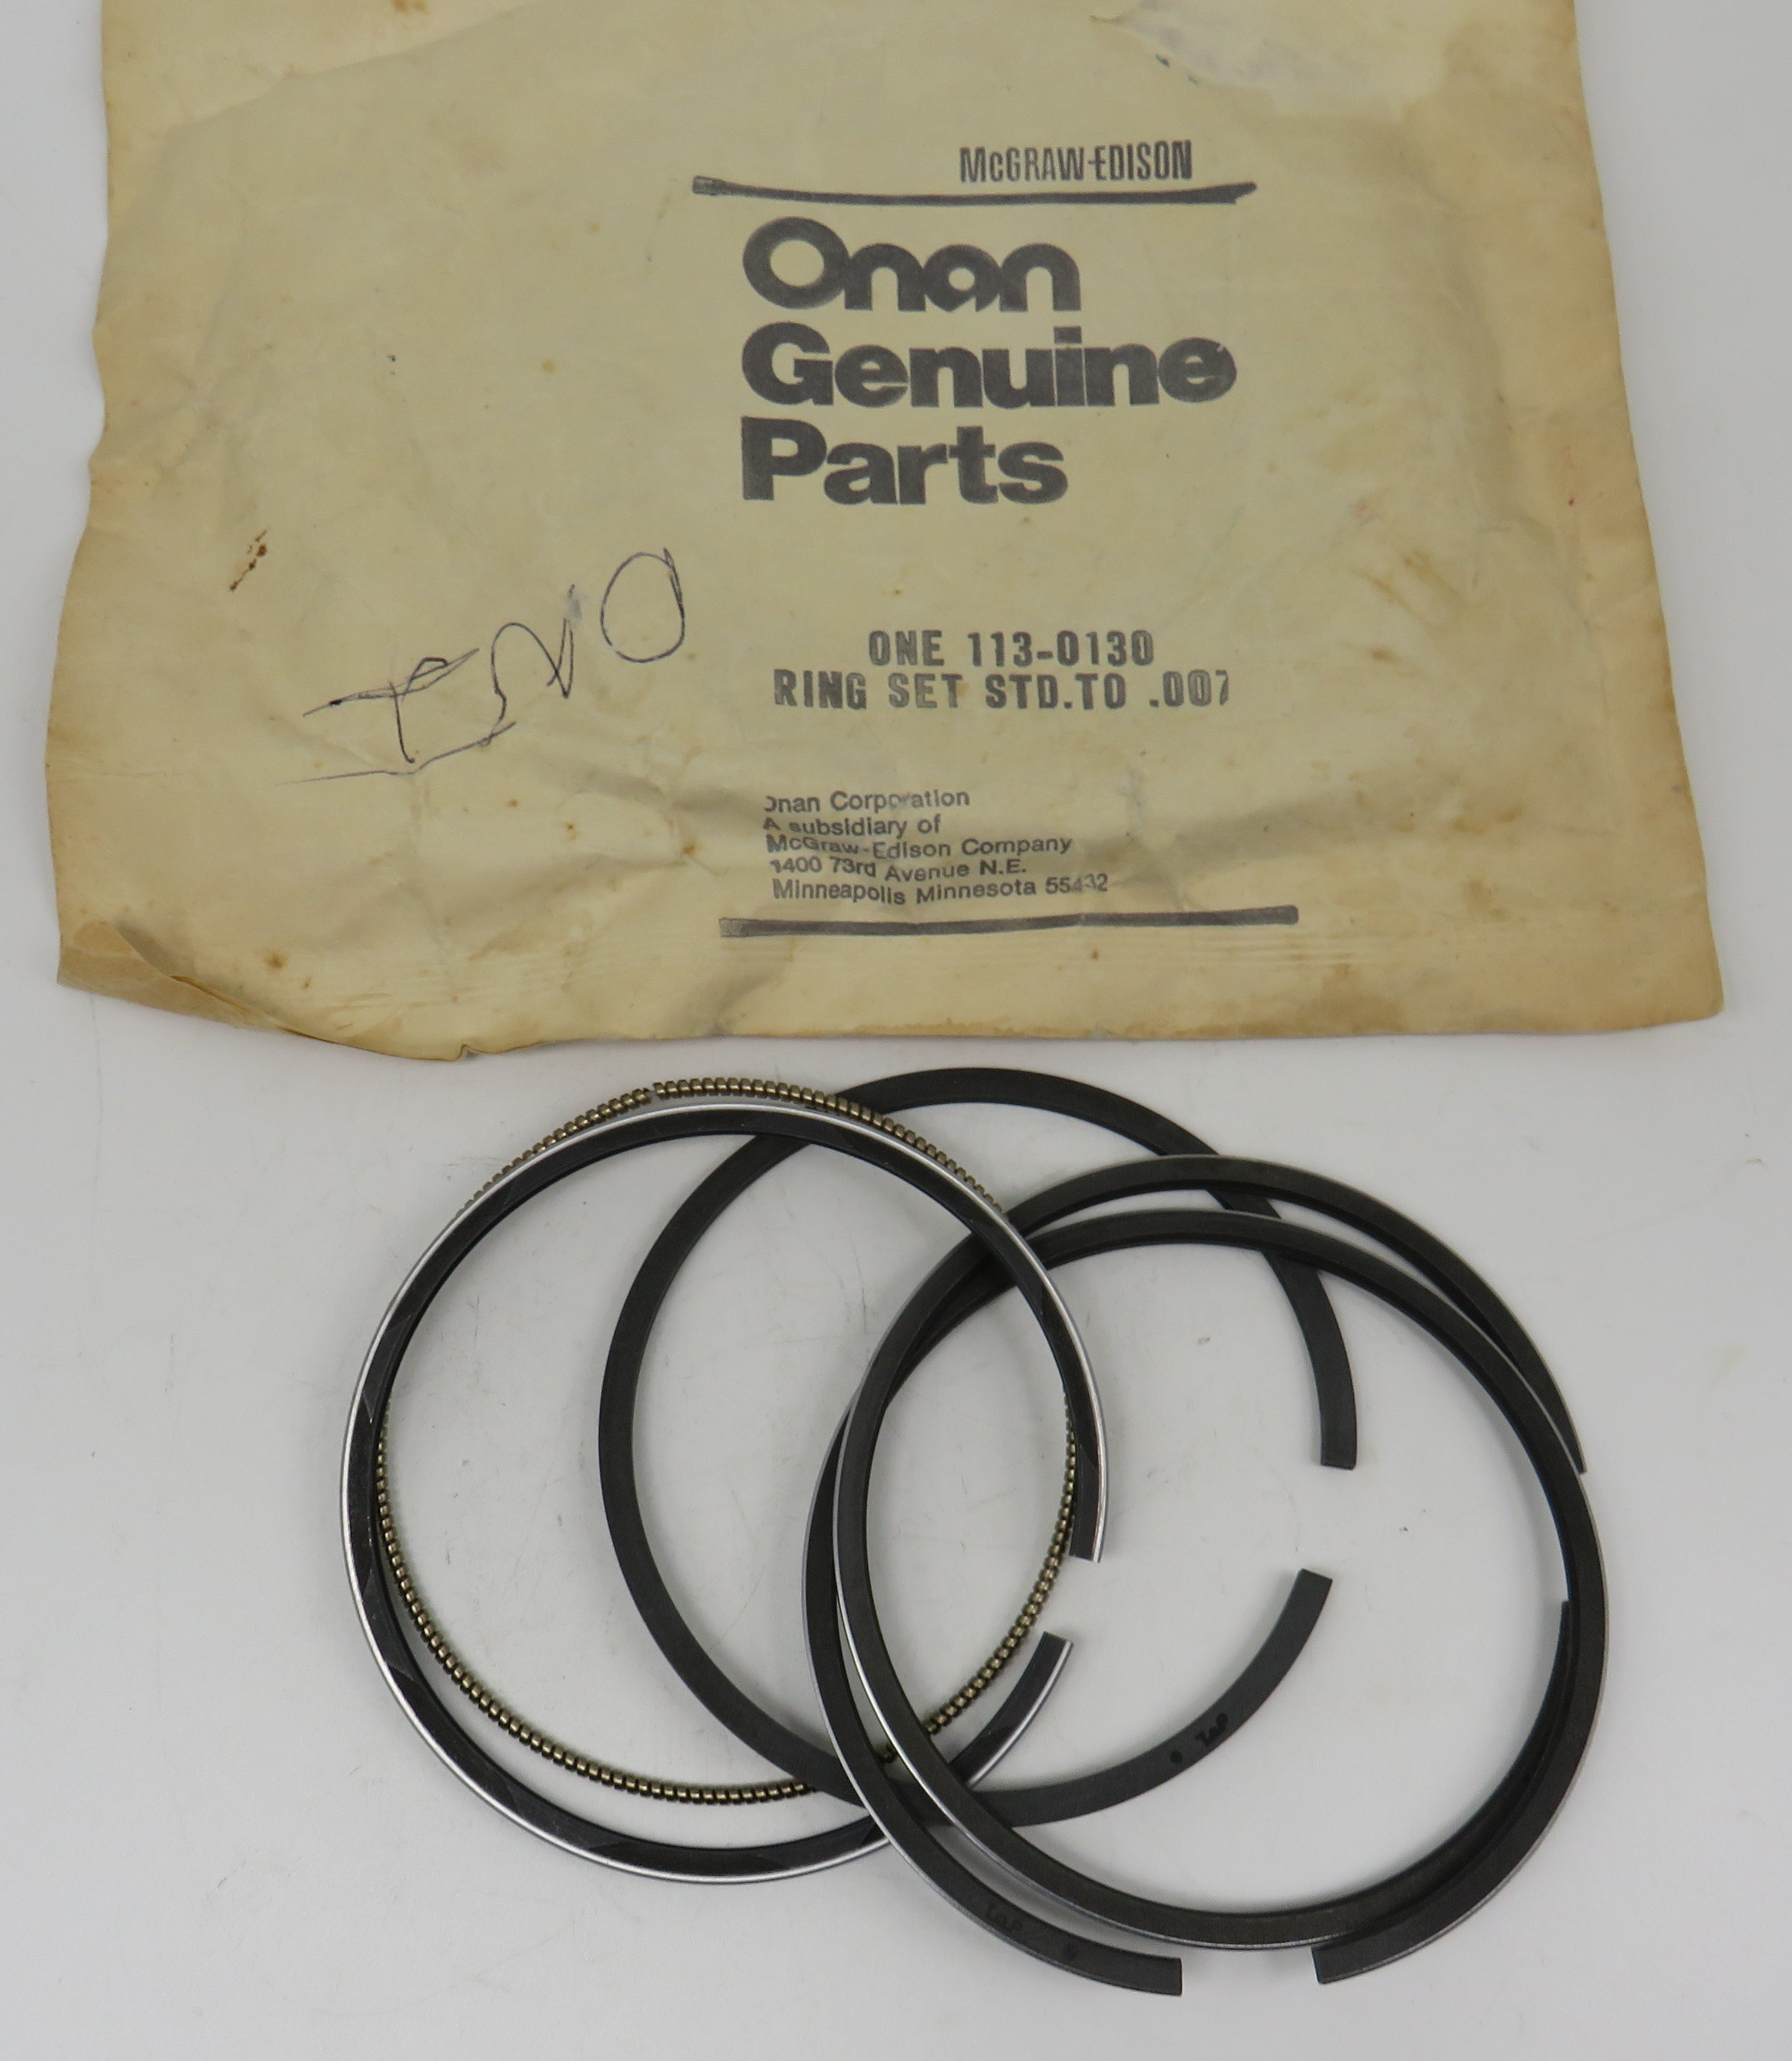 McGRAW-EDISON
Onan
Genuine
Parts
ONE 113-0130
RING SET STD.TO .007
Onan Corporation
A subsidiary of
McGraw-Edison Company
1400 73rd Avenue N.E.
Minneapolis Minnesota 55432